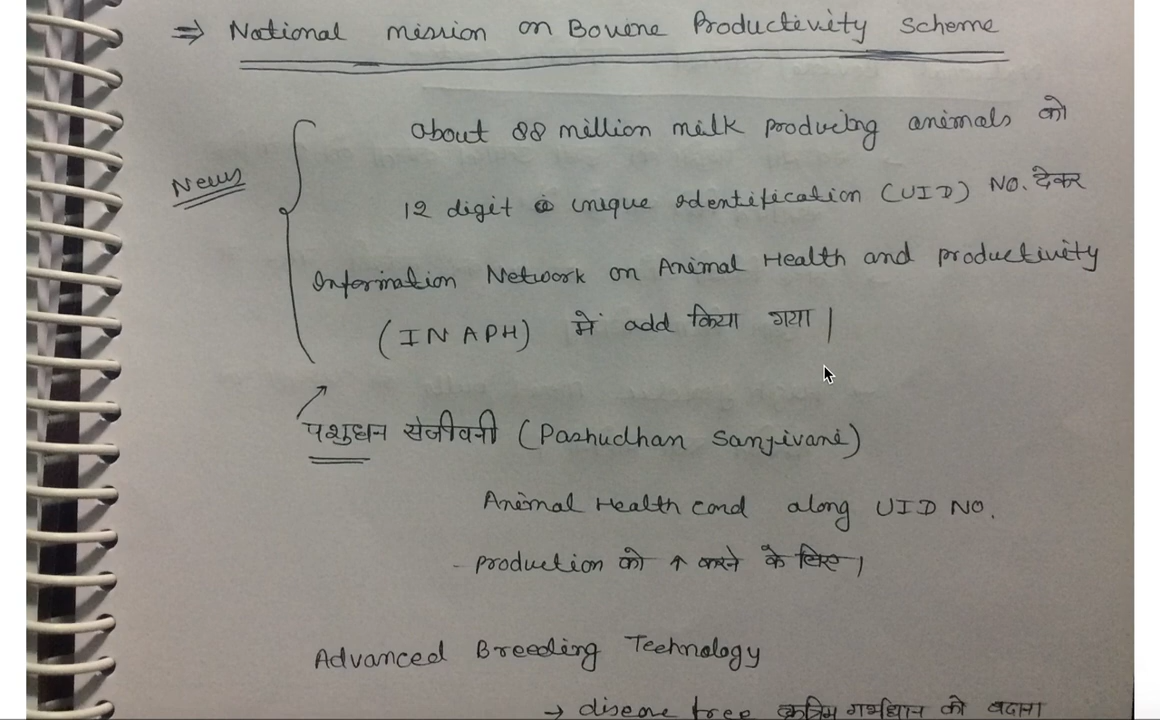 ⇒ National mission on Bovine Productivity Scheme
News
about 88 million milk producing animals को
12 digit unique identification (UID) NO. देकर
Information Network on Animal Health and productivity
(INAPH) में add किया गया |
पशुधन संजीवनी (Pashudhan Sanjivani)
Animal Health card along UID NO.
- production को ↑ करने के लिए |
Advanced Breeding Technology
→ disease free कृत्रिम गर्भाधान को बढ़ाना